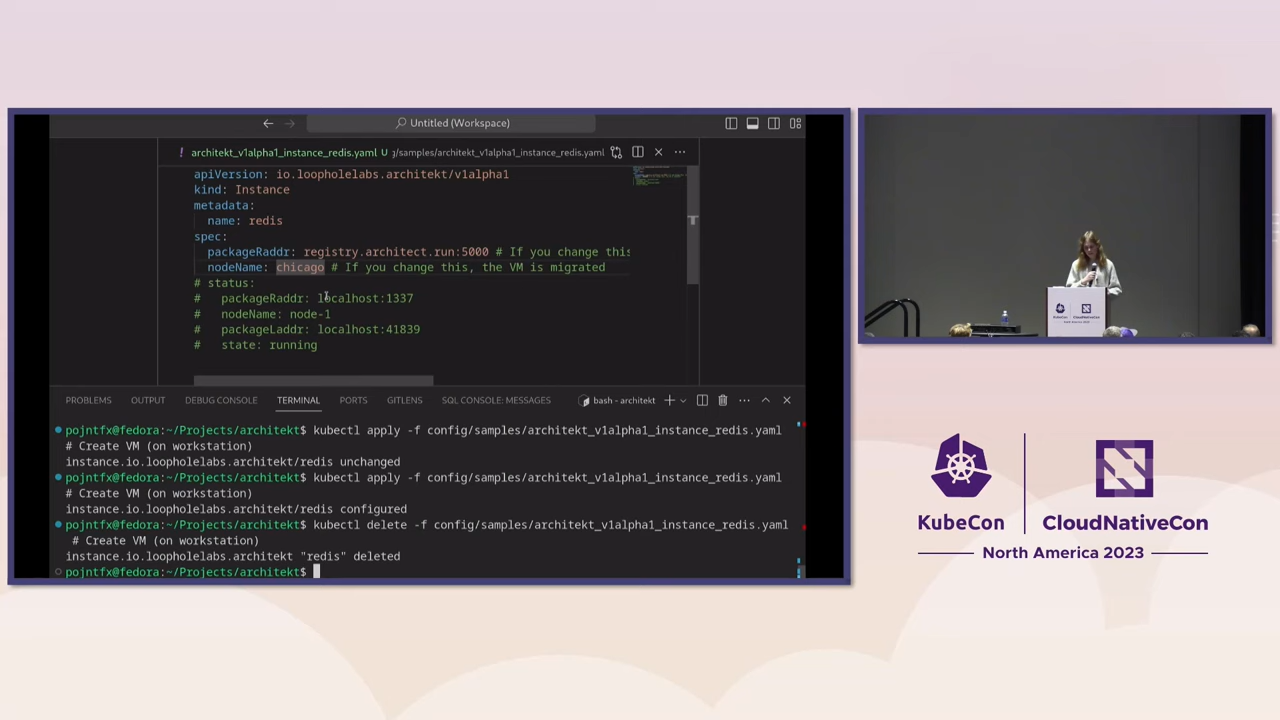 Untitled (Workspace)
! architekt_v1alpha1_instance_redis.yaml U ɜ/samples/architekt_v1alpha1_instance_redis.yaml
apiVersion: io.loopholelabs.architekt/v1alpha1
kind: Instance
metadata:
name: redis
spec:
packageRaddr: registry.architect.run:5000 # If you change this
nodeName: chicago # If you change this, the VM is migrated
# status:
# packageRaddr: localhost:1337
# nodeName: node-1
# packageLaddr: localhost:41839
# state: running
PROBLEMS OUTPUT DEBUG CONSOLE TERMINAL PORTS GITLENS SQL CONSOLE: MESSAGES bash - architekt
pojntfx@fedora:~/Projects/architekt$ kubectl apply -f config/samples/architekt_v1alpha1_instance_redis.yaml
# Create VM (on workstation)
instance.io.loopholelabs.architekt/redis unchanged
pojntfx@fedora:~/Projects/architekt$ kubectl apply -f config/samples/architekt_v1alpha1_instance_redis.yaml
# Create VM (on workstation)
instance.io.loopholelabs.architekt/redis configured
pojntfx@fedora:~/Projects/architekt$ kubectl delete -f config/samples/architekt_v1alpha1_instance_redis.yaml
# Create VM (on workstation)
instance.io.loopholelabs.architekt "redis" deleted
pojntfx@fedora:~/Projects/architekt$
KubeCon CloudNativeCon
North America 2023
KubeCon CloudNativeCon
North America 2023